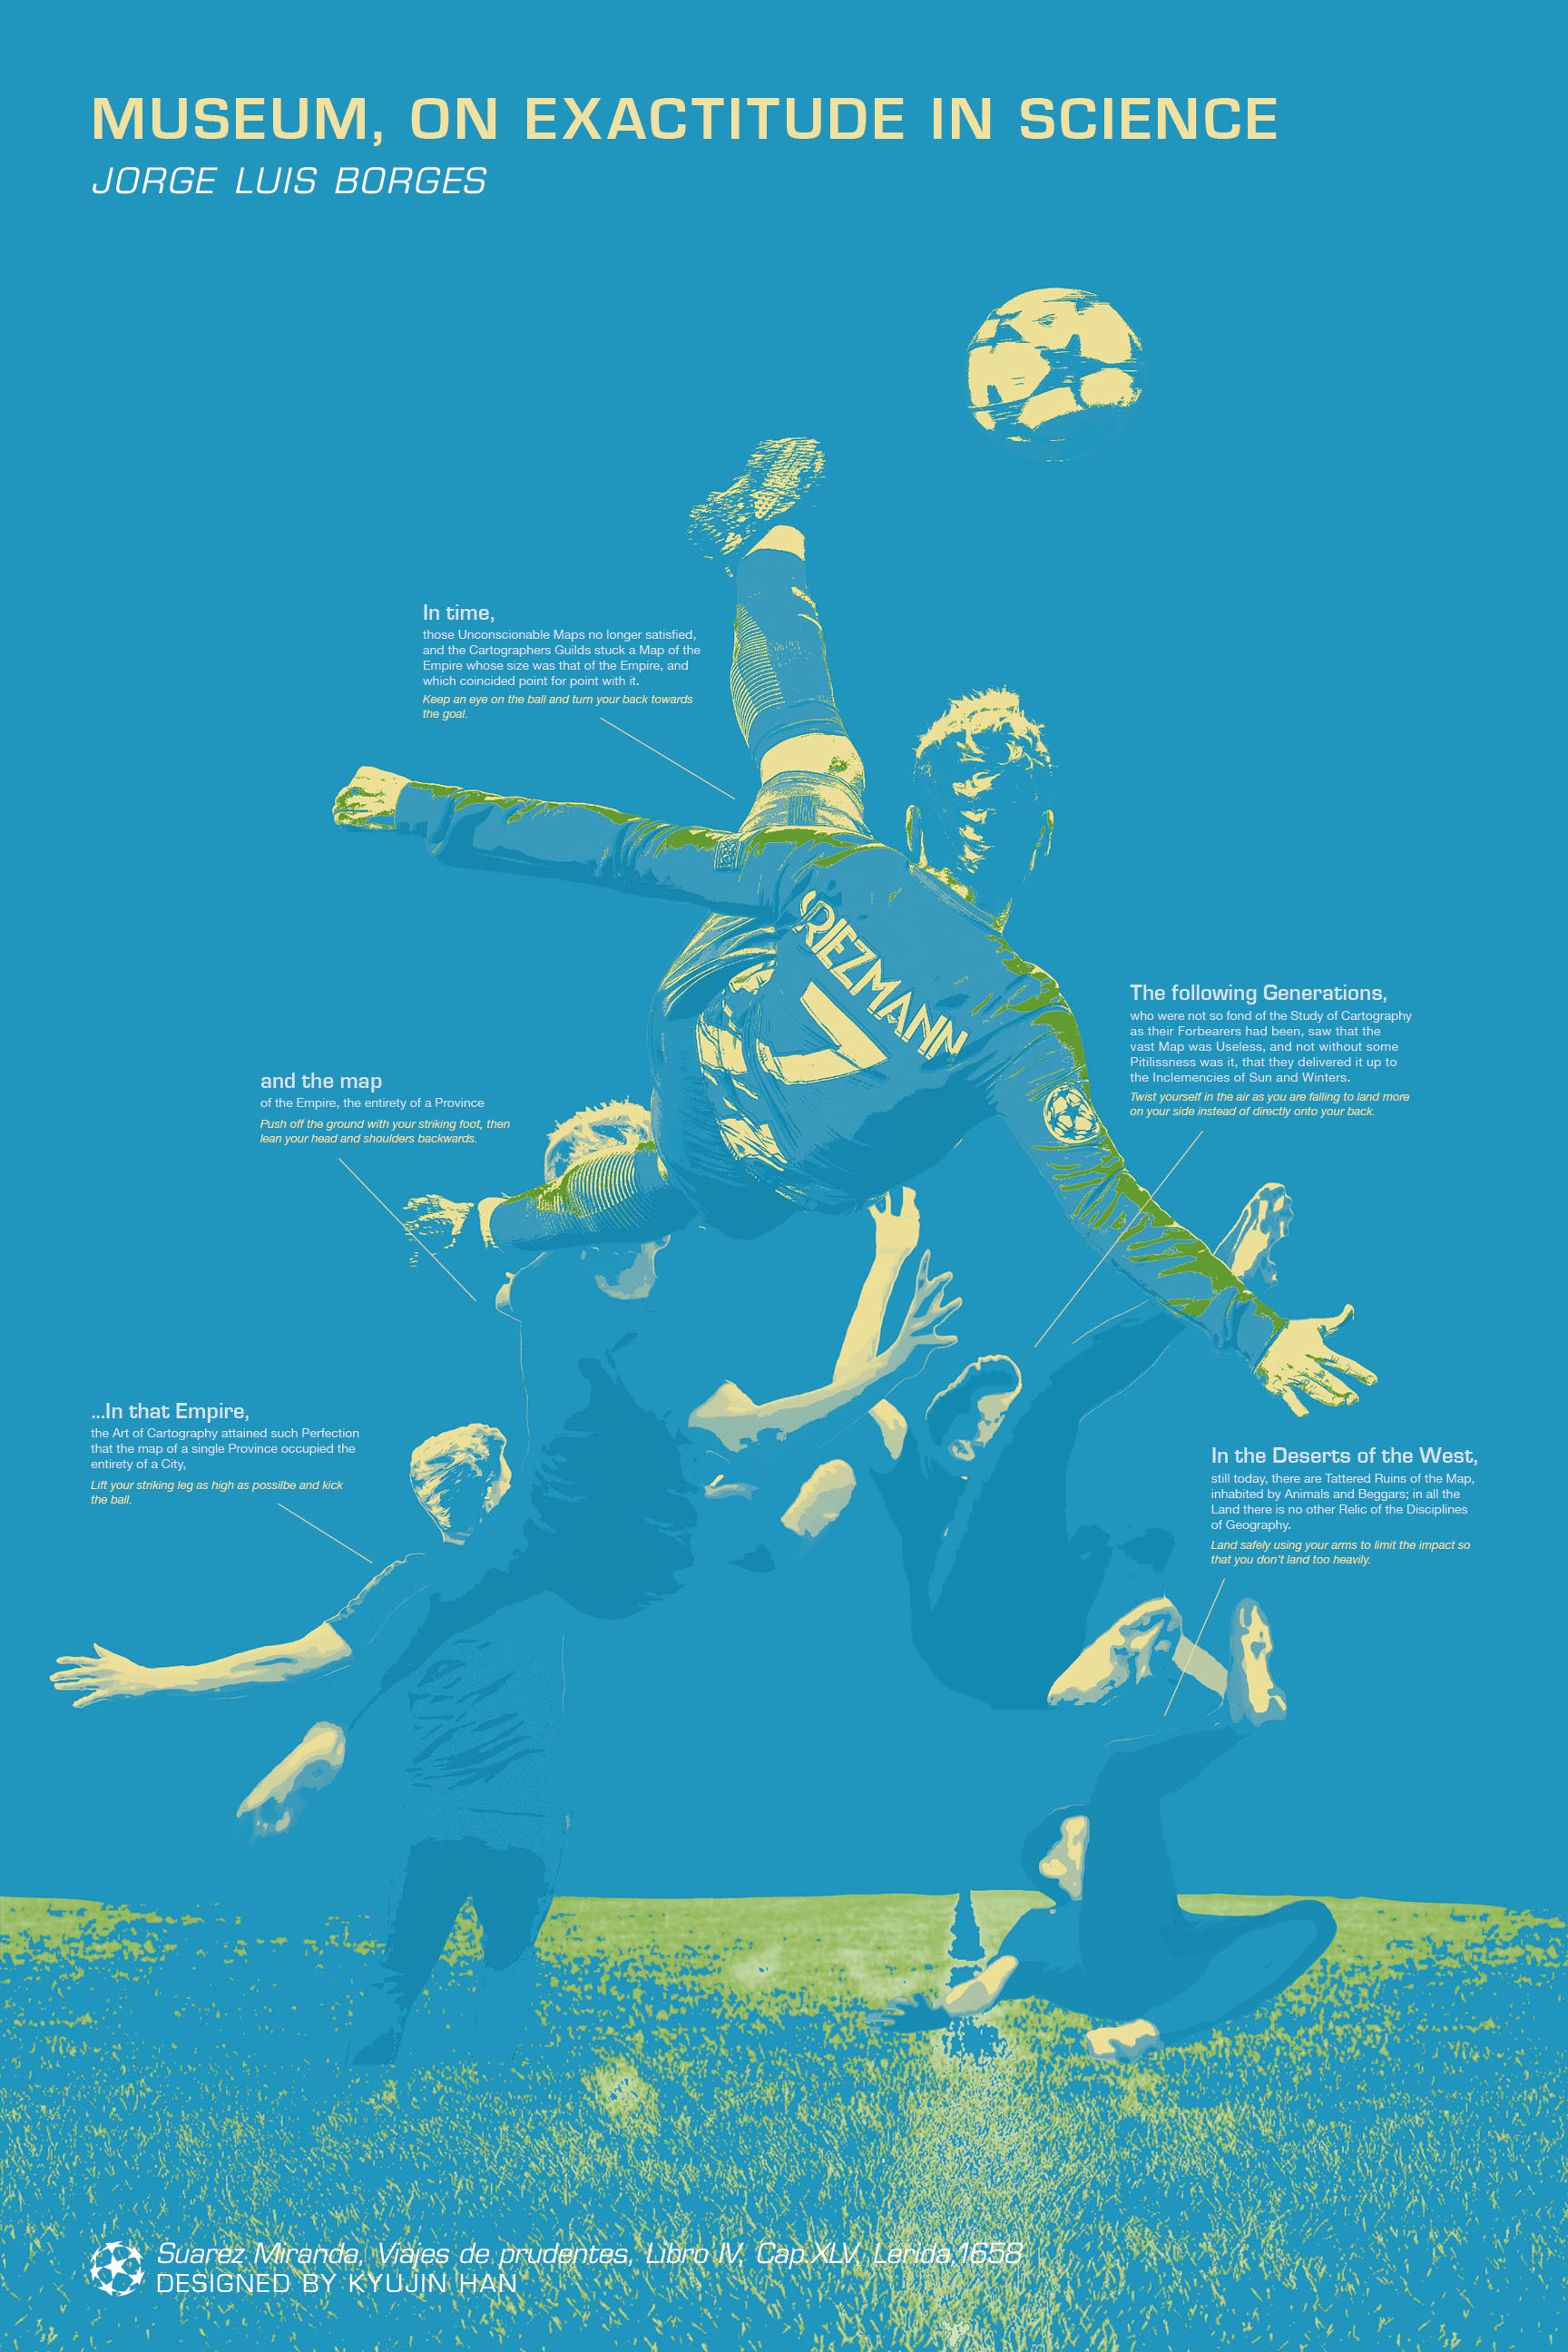 MUSEUM, ON EXACTITUDE IN SCIENCE
JORGE LUIS BORGES
In time,
those Unconscionable Maps no longer satisfied,
and the Cartographers Guilds stuck a Map of the
Empire whose size was that of the Empire, and
which coincided point for point with it.
Keep an eye on the ball and turn your back towards
the goal.
GRIEZMANN
7
The following Generations,
who were not so fond of the Study of Cartography
as their Forbearers had been, saw that the
vast Map was Useless, and not without some
Pitilissness was it, that they delivered it up to
the Inclemencies of Sun and Winters.
Twist yourself in the air as you are falling to land more
on your side instead of directly onto your back.
and the map
of the Empire, the entirety of a Province
Push off the ground with your striking foot, then
lean your head and shoulders backwards.
...In that Empire,
the Art of Cartography attained such Perfection
that the map of a single Province occupied the
entirety of a City,
Lift your striking leg as high as possilbe and kick
the ball.
In the Deserts of the West,
still today, there are Tattered Ruins of the Map,
inhabited by Animals and Beggars; in all the
Land there is no other Relic of the Disciplines
of Geography.
Land safely using your arms to limit the impact so
that you don't land too heavily.
Suarez Miranda, Viajes de prudentes, Libro IV, Cap.XLV, Lerida,1658
DESIGNED BY KYUJIN HAN